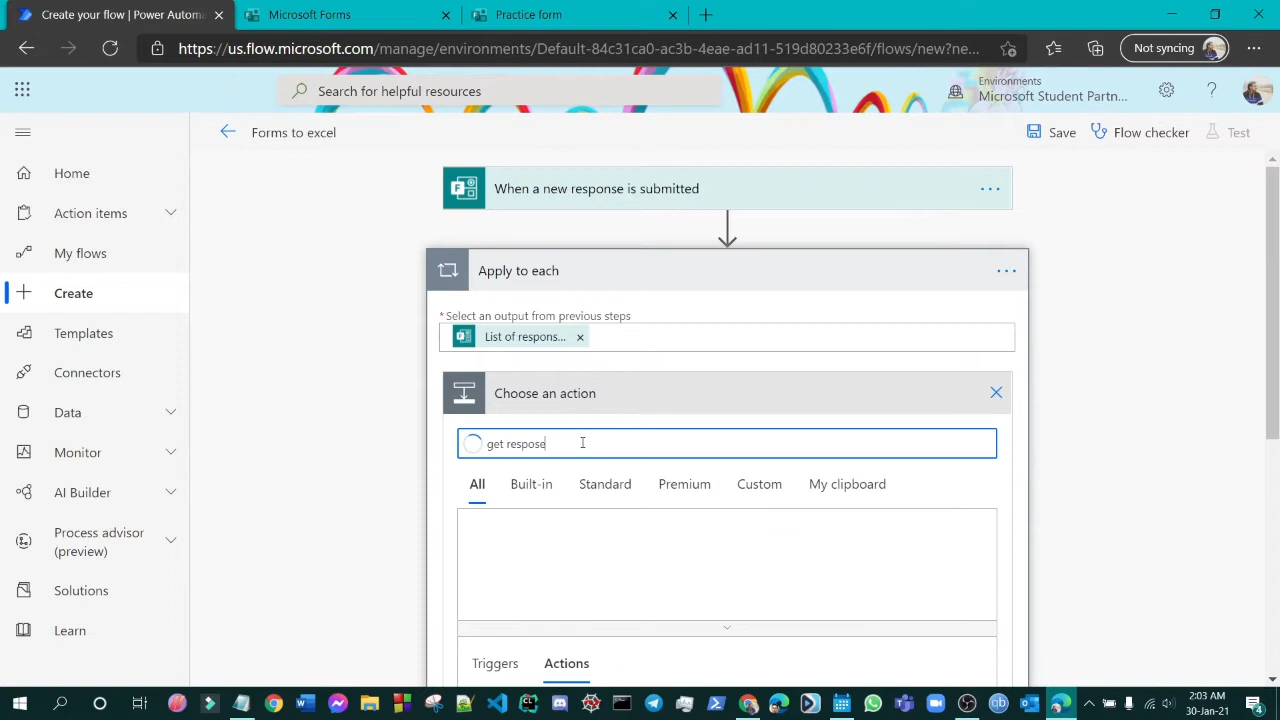 Create your flow | Power Automa
Microsoft Forms
Practice form
https://us.flow.microsoft.com/manage/environments/Default-84c31ca0-ac3b-4eae-ad11-519d80233e6f/flows/new?ne...
Not syncing
Search for helpful resources
Environments
Microsoft Student Partn...
Forms to excel
Save
Flow checker
Test
Home
Action items
My flows
Create
Templates
Connectors
Data
Monitor
AI Builder
Process advisor
(preview)
Solutions
Learn
When a new response is submitted
Apply to each
* Select an output from previous steps
List of respons...
Choose an action
get respose
All
Built-in
Standard
Premium
Custom
My clipboard
Triggers
Actions
2:03 AM
30-Jan-21